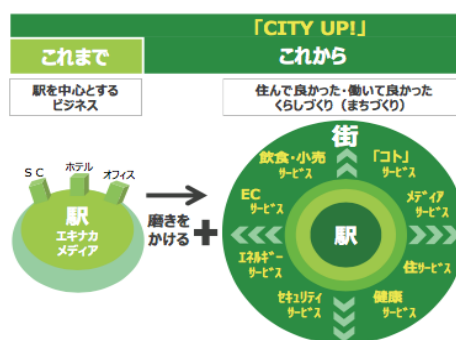 「CITY UP!」
これまで
これから
駅を中心とする
ビジネス
住んで良かった・働いて良かった
くらしづくり（まちづくり）
SC
ホテル
オフィス
駅
エキナカ
メディア
磨きを
かける
街
飲食・小売
サービス
「コト」
サービス
EC
サービス
メディア
サービス
駅
エネルギー
サービス
住サービス
セキュリティ
サービス
健康
サービス